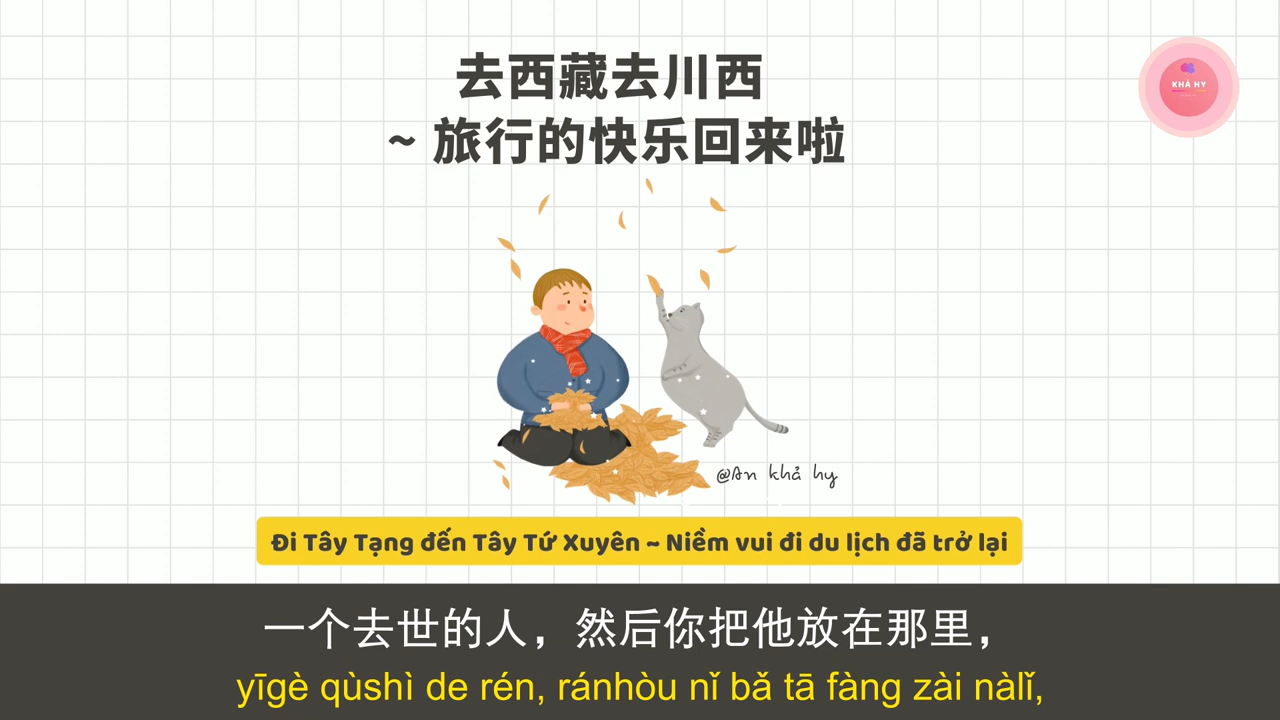 去西藏去川西
~ 旅行的快乐回来啦
KHẢ HY
@An khả hy
Đi Tây Tạng đến Tây Tứ Xuyên ~ Niềm vui đi du lịch đã trở lại
一个去世的人，然后你把他放在那里，
yīgè qùshì de rén, ránhòu nǐ bǎ tā fàng zài nàlǐ,